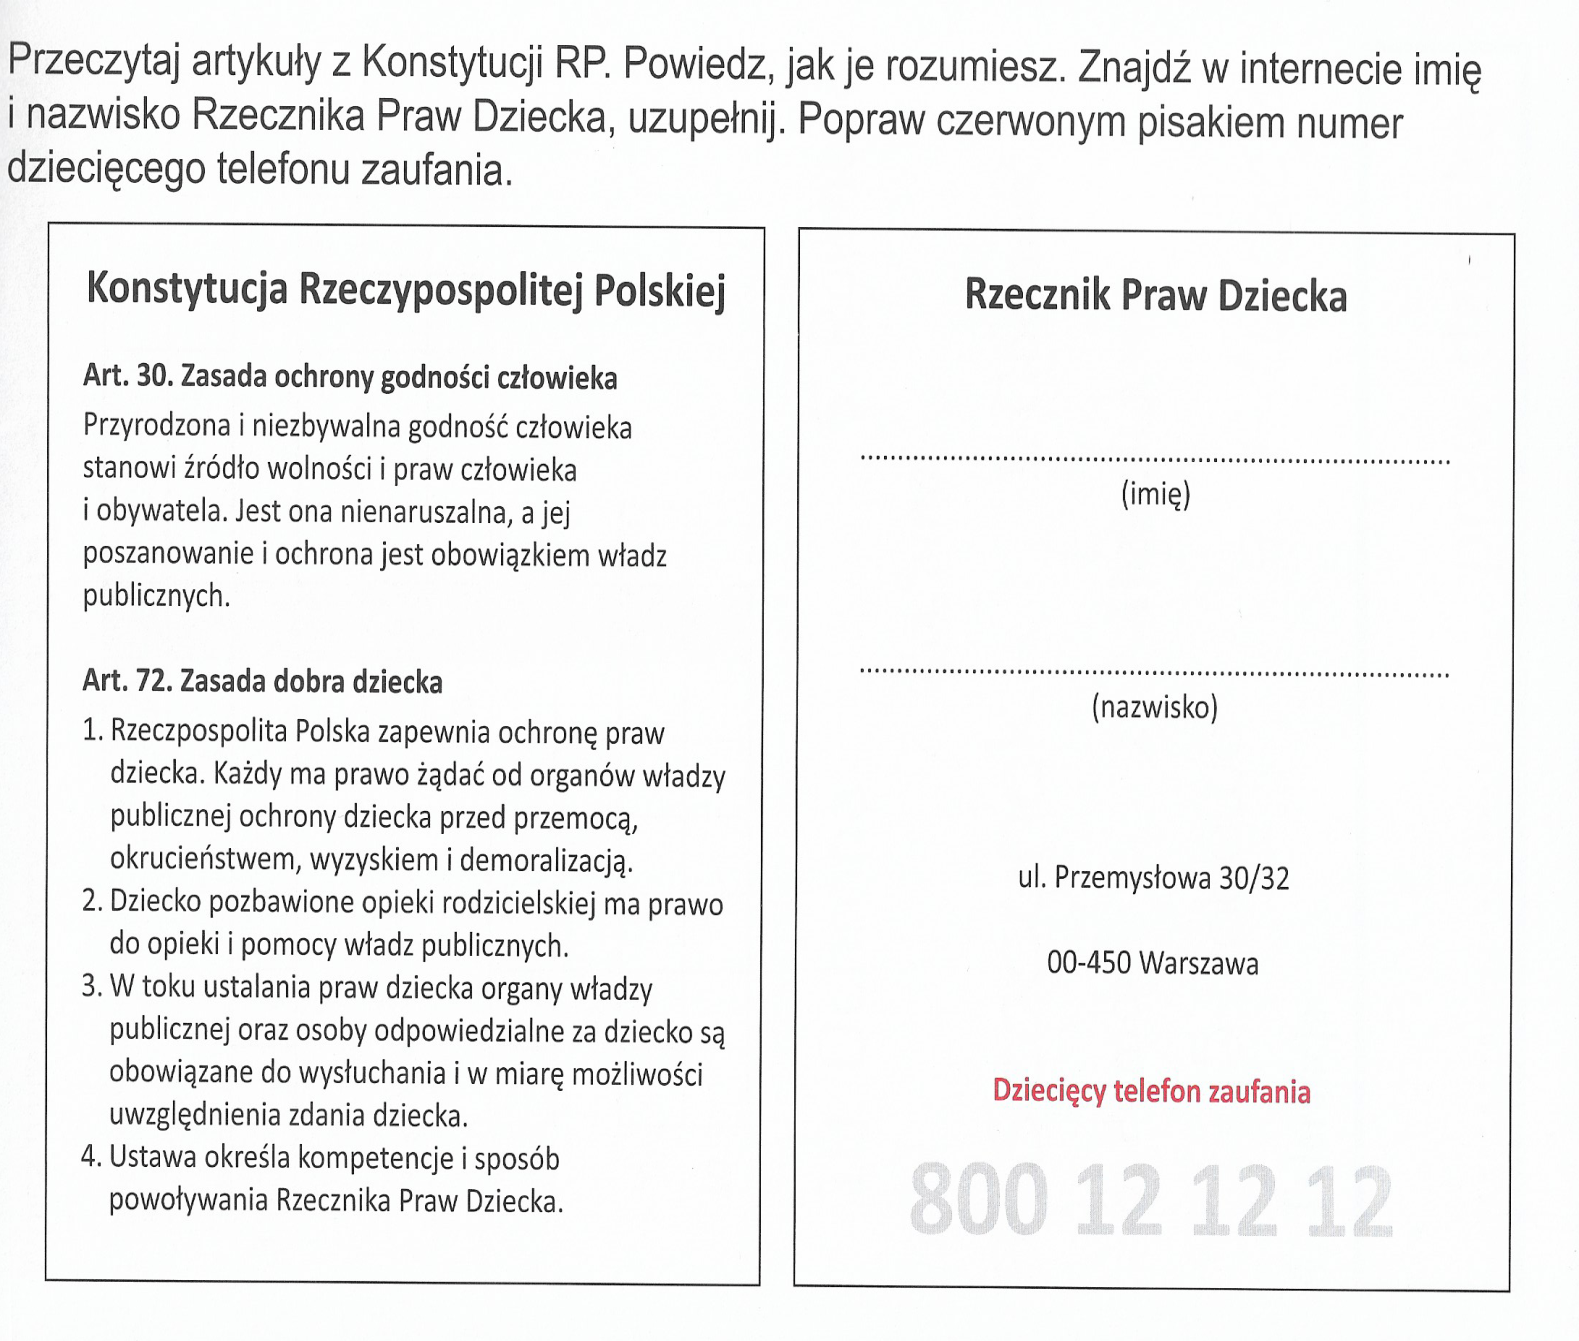 Przeczytaj artykuły z Konstytucji RP. Powiedz, jak je rozumiesz. Znajdź w internecie imię
i nazwisko Rzecznika Praw Dziecka, uzupełnij. Popraw czerwonym pisakiem numer
dziecięcego telefonu zaufania.
Konstytucja Rzeczypospolitej Polskiej
Art. 30. Zasada ochrony godności człowieka
Przyrodzona i niezbywalna godność człowieka
stanowi źródło wolności i praw człowieka
i obywatela. Jest ona nienaruszalna, a jej
poszanowanie i ochrona jest obowiązkiem władz
publicznych.
Art. 72. Zasada dobra dziecka
1. Rzeczpospolita Polska zapewnia ochronę praw
dziecka. Każdy ma prawo żądać od organów władzy
publicznej ochrony dziecka przed przemocą,
okrucieństwem, wyzyskiem i demoralizacją.
2. Dziecko pozbawione opieki rodzicielskiej ma prawo
do opieki i pomocy władz publicznych.
3. W toku ustalania praw dziecka organy władzy
publicznej oraz osoby odpowiedzialne za dziecko są
obowiązane do wysłuchania i w miarę możliwości
uwzględnienia zdania dziecka.
4. Ustawa określa kompetencje i sposób
powoływania Rzecznika Praw Dziecka.
Rzecznik Praw Dziecka
(imię)
(nazwisko)
ul. Przemysłowa 30/32
00-450 Warszawa
Dziecięcy telefon zaufania
800 12 12 12